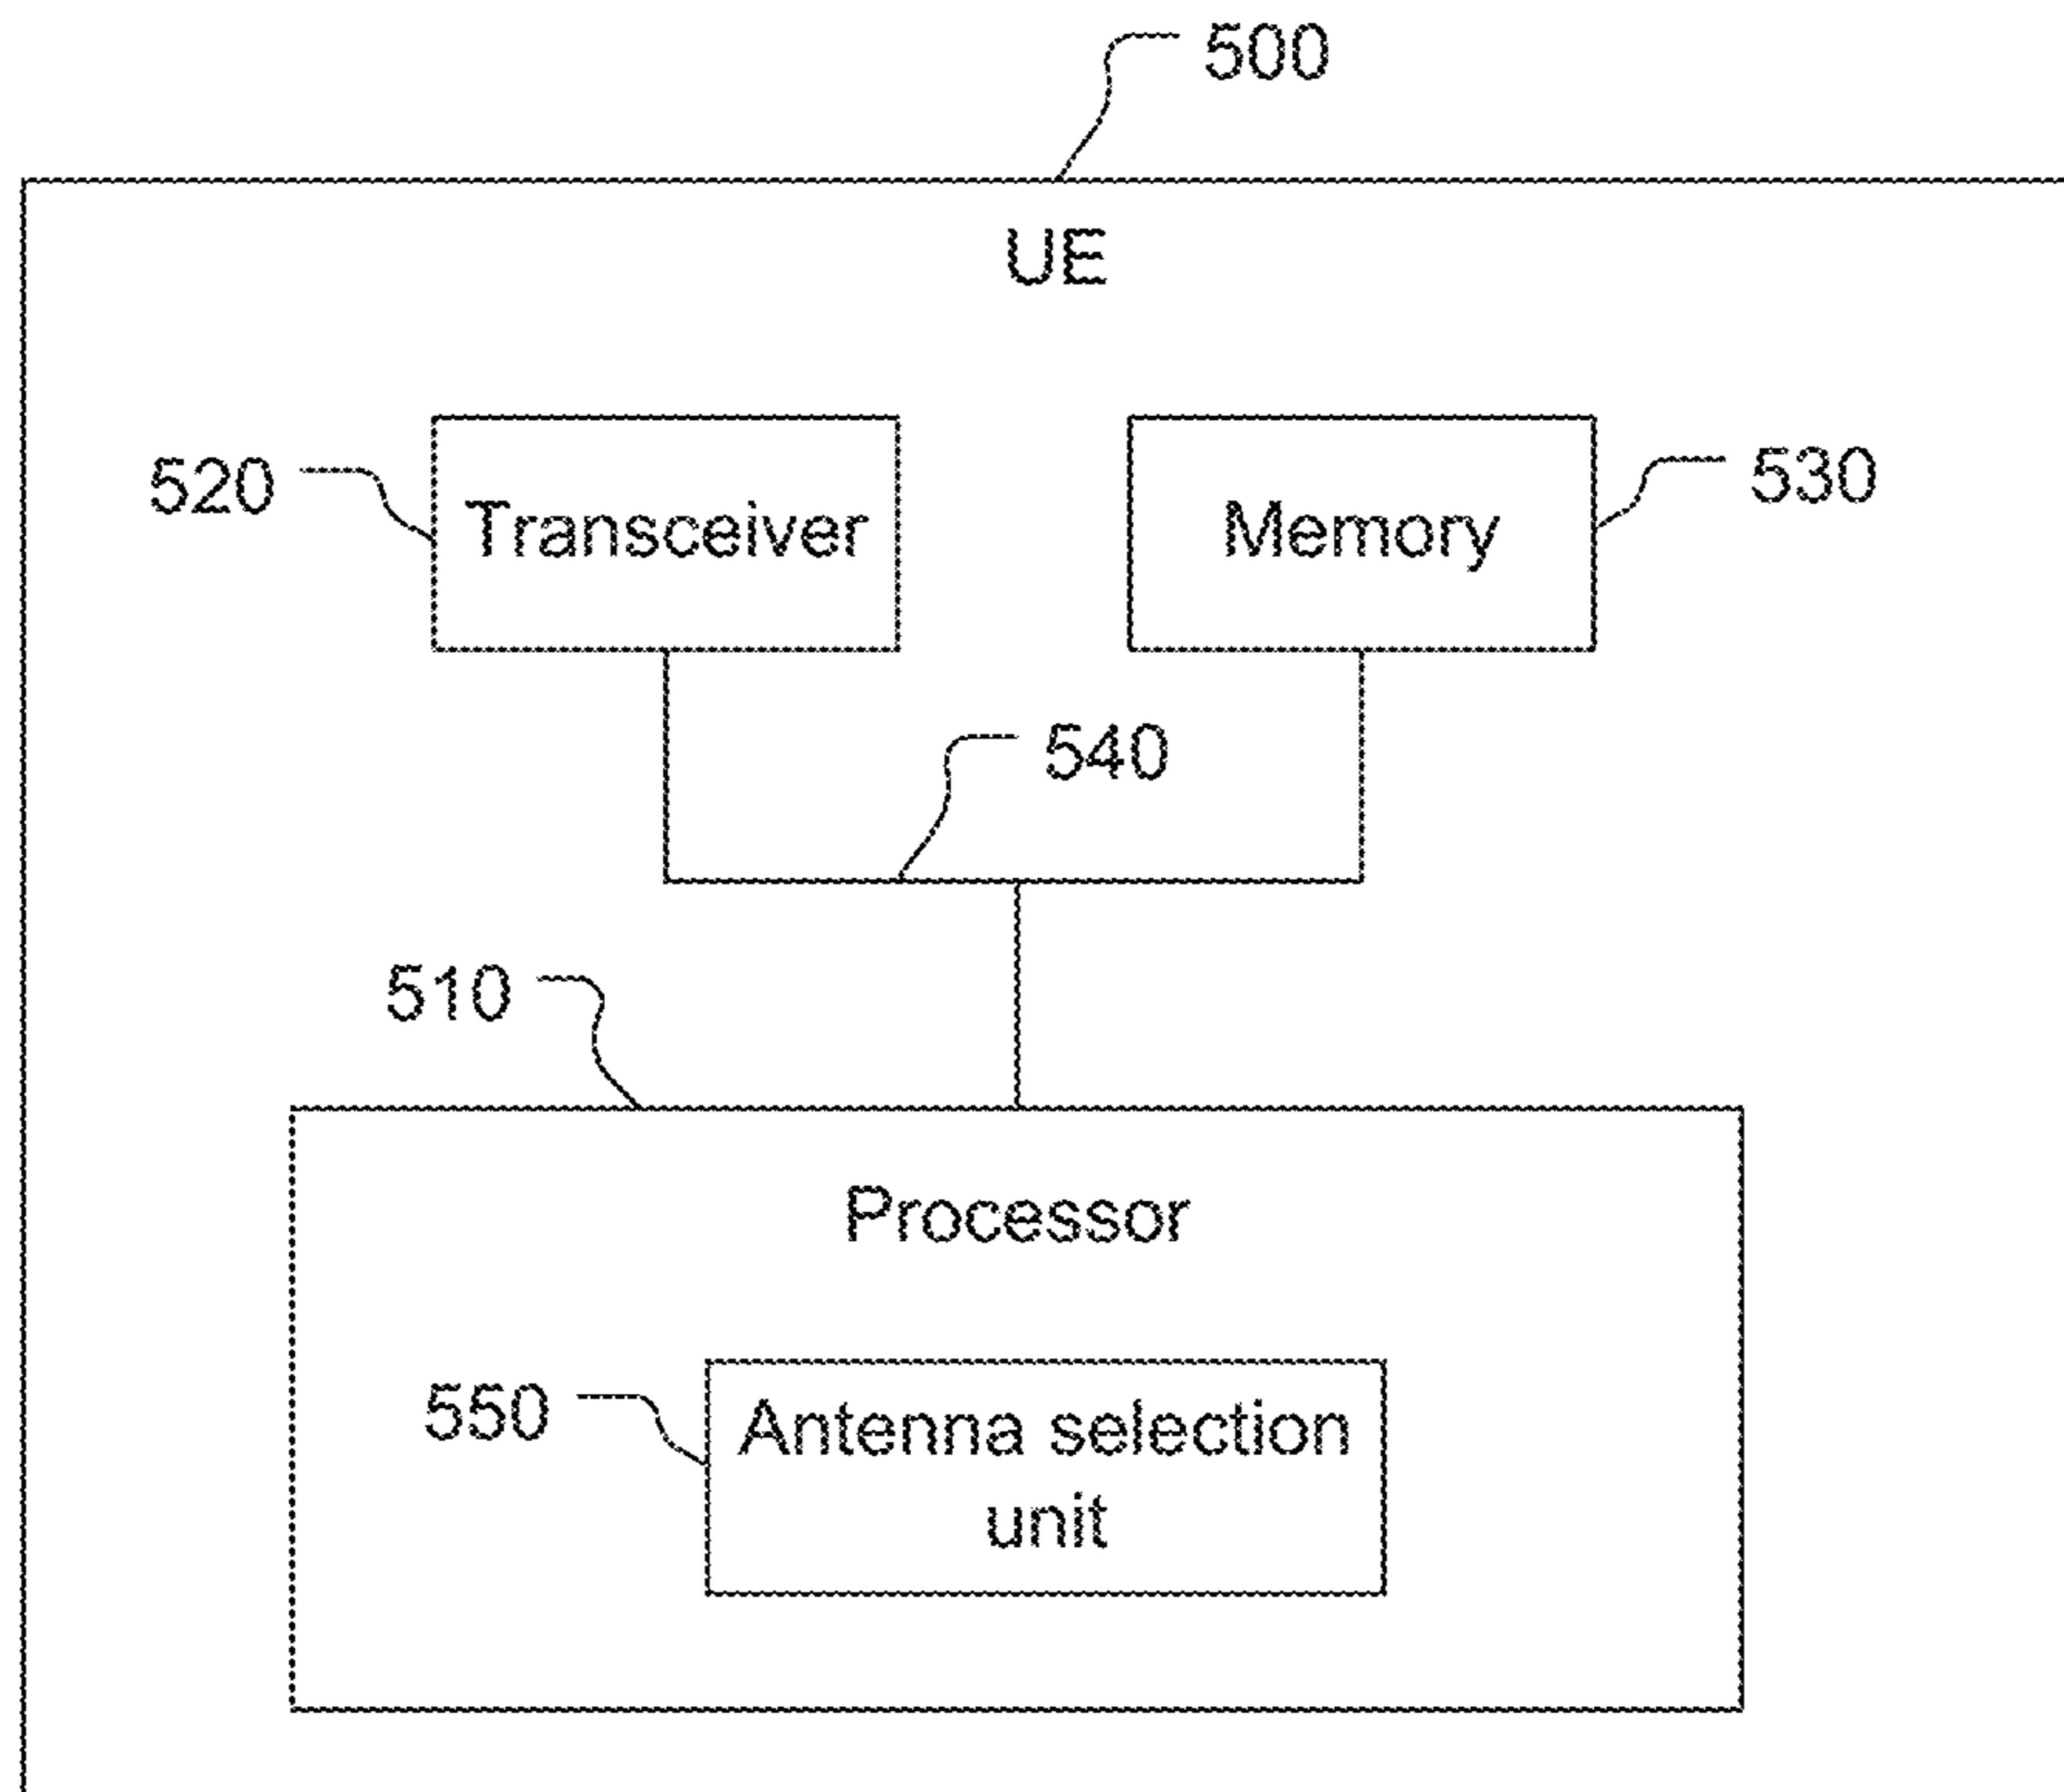 500
UE
520
Transceiver
Memory
530
540
510
Processor
550
Antenna selection
unit